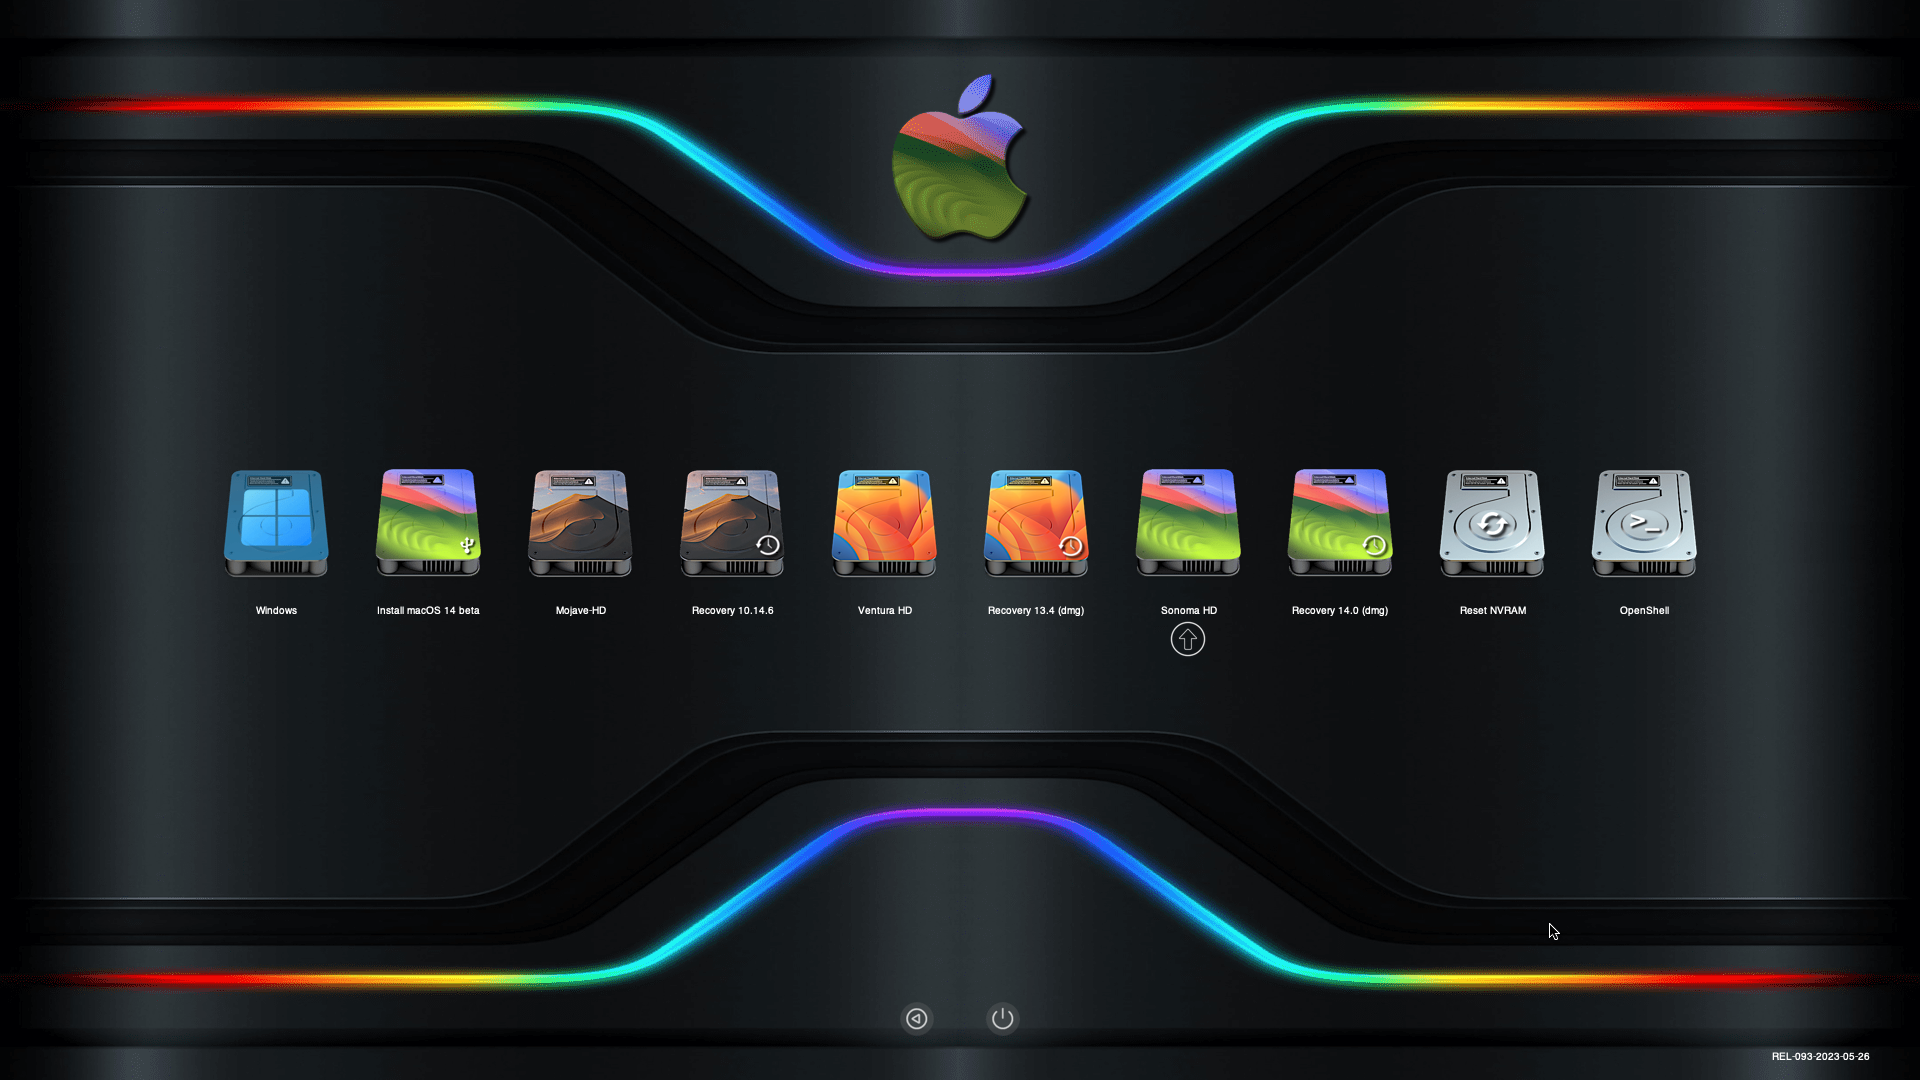 Windows
Install macOS 14 beta
Mojave-HD
Recovery 10.14.6
Ventura HD
Recovery 13.4 (dmg)
Sonoma HD
Recovery 14.0 (dmg)
Reset NVRAM
OpenShell
REL-093-2023-05-26